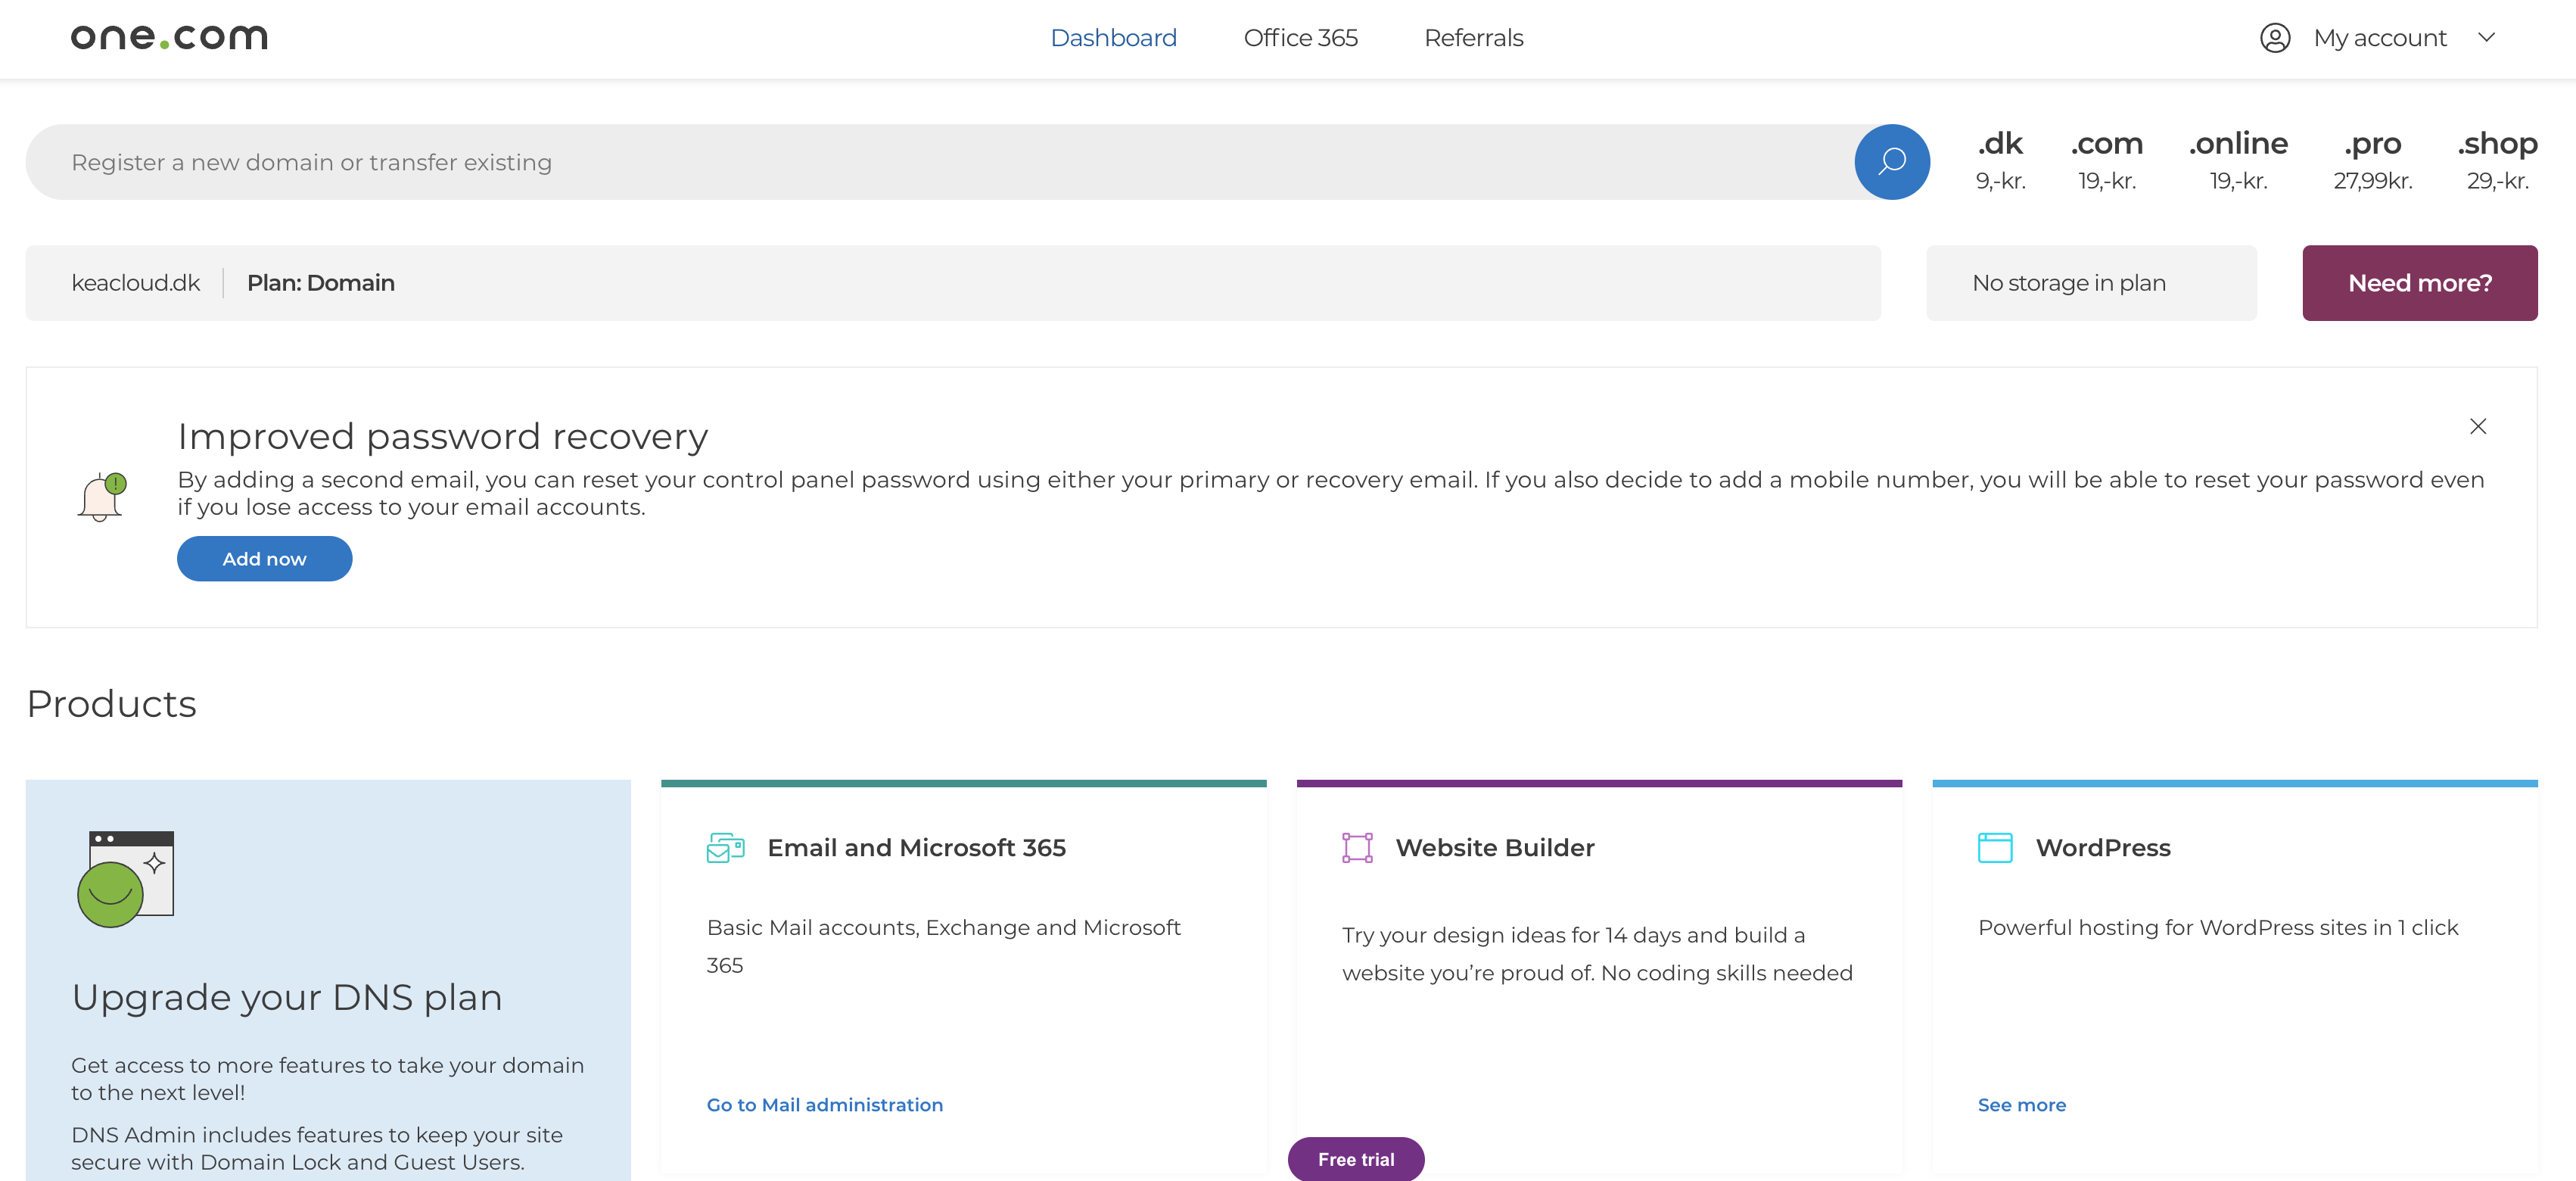 one.com
Dashboard
Office 365
Referrals
My account
Register a new domain or transfer existing
.dk
9,-kr.
.com
19,-kr.
.online
19,-kr.
.pro
27,99kr.
.shop
29,-kr.
keacloud.dk
Plan: Domain
No storage in plan
Need more?
Improved password recovery
By adding a second email, you can reset your control panel password using either your primary or recovery email. If you also decide to add a mobile number, you will be able to reset your password even
if you lose access to your email accounts.
Add now
Products
Upgrade your DNS plan
Get access to more features to take your domain
to the next level!
DNS Admin includes features to keep your site
secure with Domain Lock and Guest Users.
Email and Microsoft 365
Basic Mail accounts, Exchange and Microsoft
365
Go to Mail administration
Website Builder
Try your design ideas for 14 days and build a
website you’re proud of. No coding skills needed
Free trial
WordPress
Powerful hosting for WordPress sites in 1 click
See more